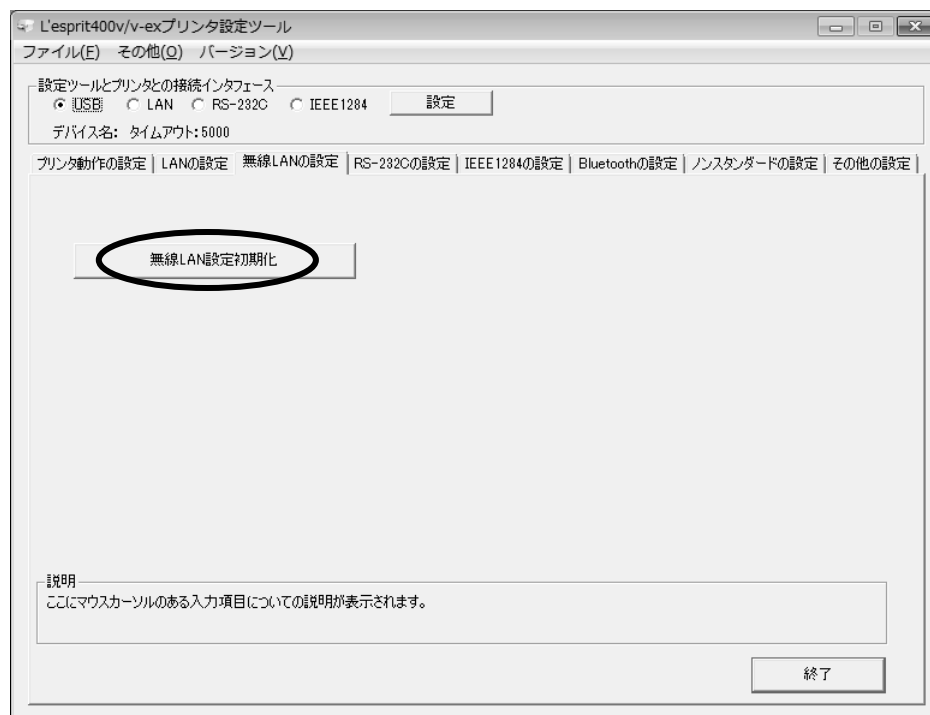 L'esprit400v/v-exプリンタ設定ツール
ファイル(F) その他(O) バージョン(V)
設定ツールとプリンタとの接続インタフェース
USB LAN RS-232C IEEE1284 設定
デバイス名: タイムアウト:5000
プリンタ動作の設定 LANの設定 無線LANの設定 RS-232Cの設定 IEEE1284の設定 Bluetoothの設定 ノンスタンダードの設定 その他の設定
無線LAN設定初期化
説明
ここにマウスカーソルのある入力項目についての説明が表示されます。
終了